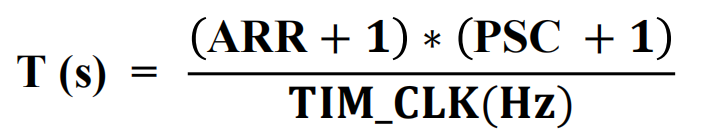 T (s) = (ARR + 1) * (PSC + 1)
TIM_CLK(Hz)